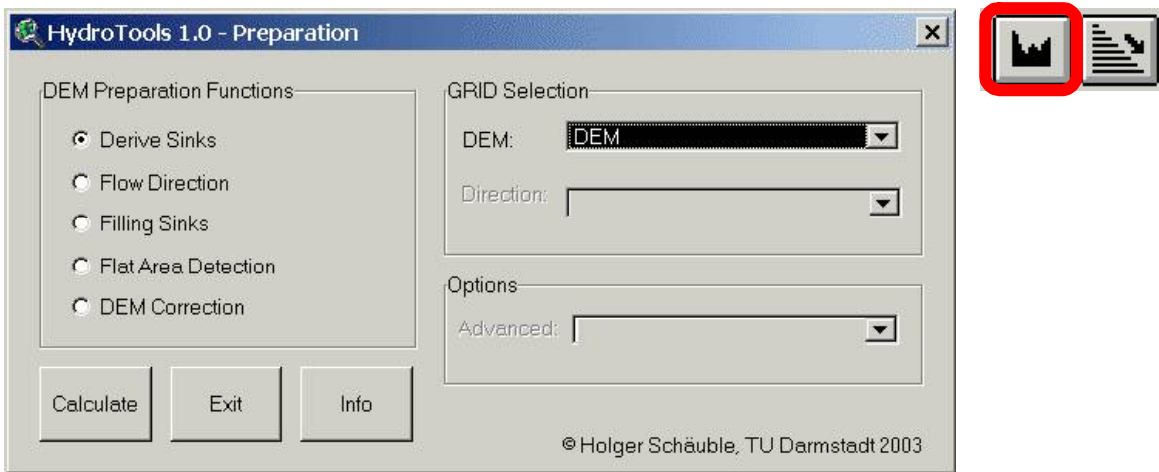 HydroTools 1.0 - Preparation
DEM Preparation Functions
Derive Sinks
Flow Direction
Filling Sinks
Flat Area Detection
DEM Correction
Calculate
Exit
Info
GRID Selection
DEM: DEM
Direction:
Options
Advanced:
© Holger Schäuble, TU Darmstadt 2003